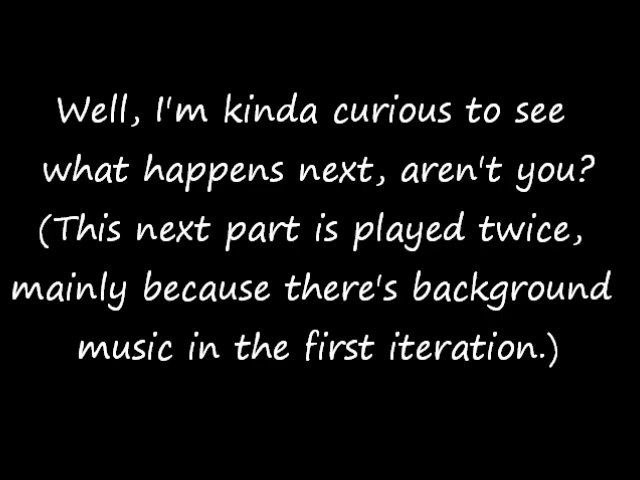 Well, I'm kinda curious to see
what happens next, aren't you?
(This next part is played twice,
mainly because there's background
music in the first iteration.)